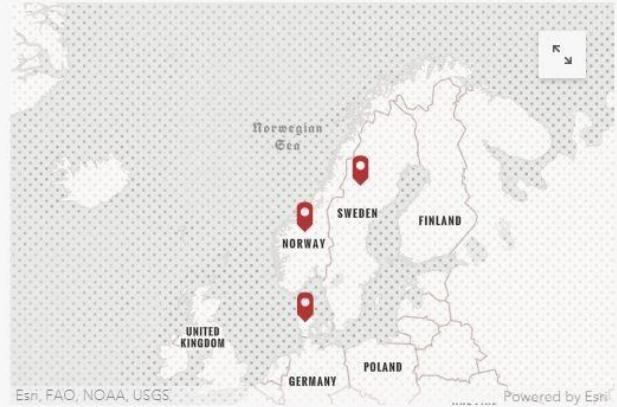 Norwegian
Sea
SWEDEN
FINLAND
NORWAY
UNITED
KINGDOM
POLAND
GERMANY
Esri, FAO, NOAA, USGS
Powered by Esri